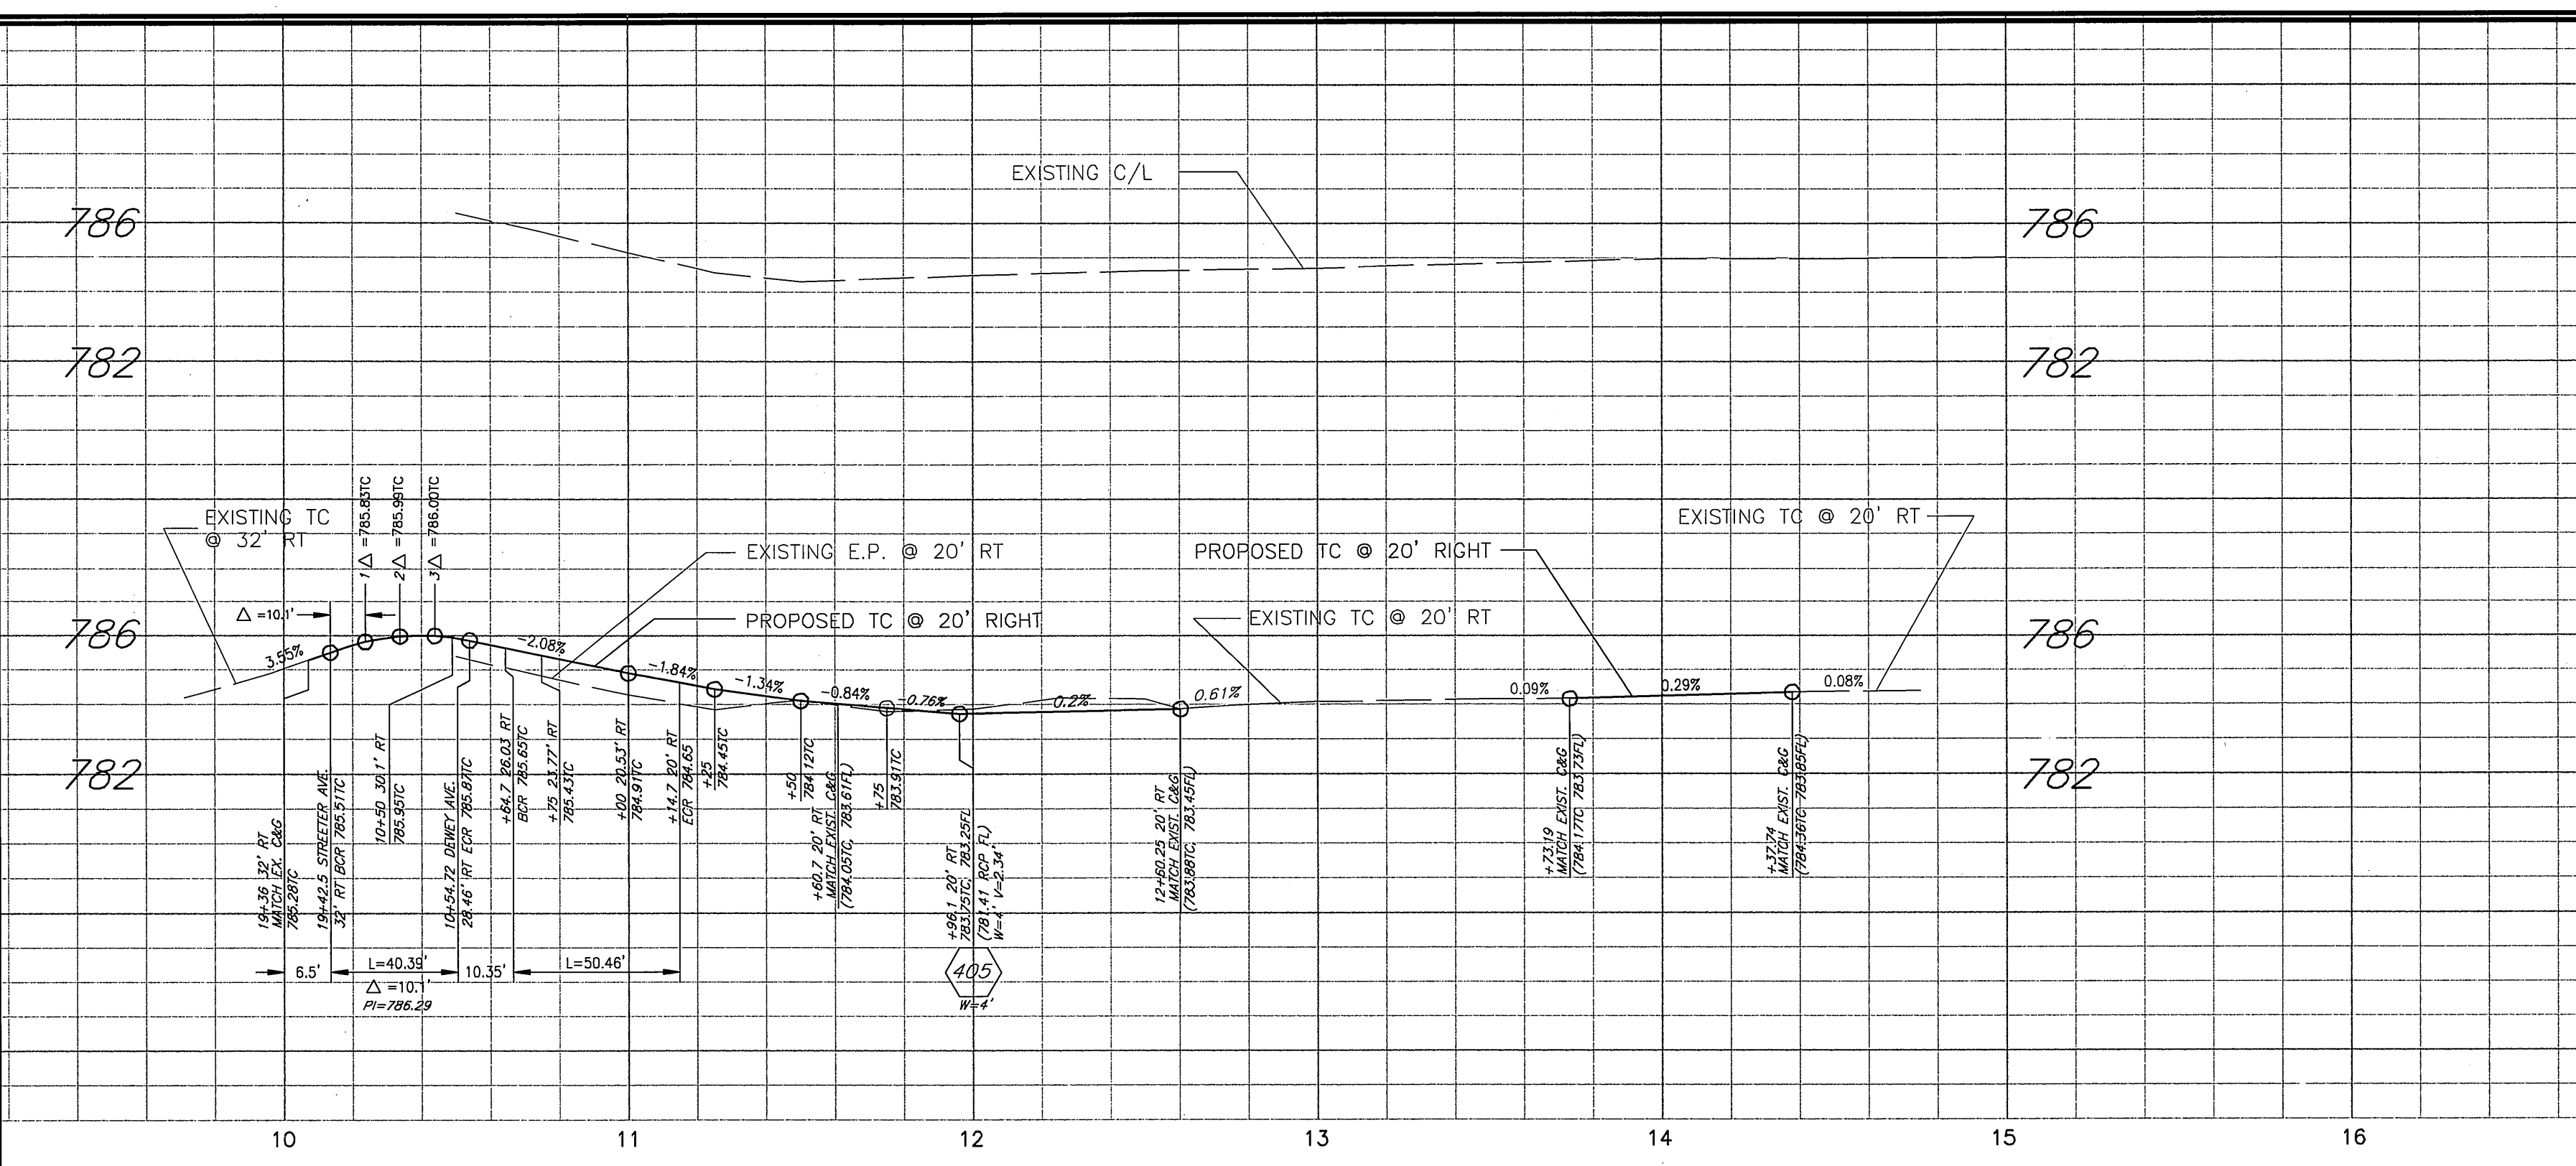 EXISTING C/L
786
786
782
782
1△ =785.83TC
2△ =785.99TC
3△ =786.00TC
EXISTING TC
@ 32' RT
EXISTING E.P. @ 20' RT
PROPOSED TC @ 20' RIGHT
EXISTING TC @ 20' RT
△ =10.1'
PROPOSED TC @ 20' RIGHT
EXISTING TC @ 20' RT
786
786
3.55%
-2.08%
-1.84%
-1.34%
-0.84%
-0.76%
0.2%
0.61%
0.09%
0.29%
0.08%
782
782
19+36 32' RT
MATCH EX. C&G
785.28TC
19+42.5 STREETER AVE.
32' RT BCR 785.51TC
10+50 30.1' RT
785.95TC
10+54.72 DEWEY AVE.
28.46' RT ECR 785.87TC
+64.7 26.03 RT
BCR 785.65TC
+75 23.77' RT
785.43TC
+00 20.53' RT
784.91TC
+14.7 20' RT
ECR 784.65
+25
784.45TC
+50
784.12TC
+60.7 20' RT
MATCH EXIST. C&G
(784.05TC, 783.61FL)
+75
783.91TC
+96.1 20' RT
783.75TC, 783.25FL
(781.41 RCP FL)
W=4' V=2.34'
12+60.25 20' RT
MATCH EXIST. C&G
(783.88TC, 783.45FL)
+73.19
MATCH EXIST. C&G
(784.17TC, 783.73FL)
+37.74
MATCH EXIST. C&G
(784.36TC 783.85FL)
6.5'
L=40.39'
10.35'
L=50.46'
△ =10.1'
PI=786.29
405
W=4'
10 11 12 13 14 15 16